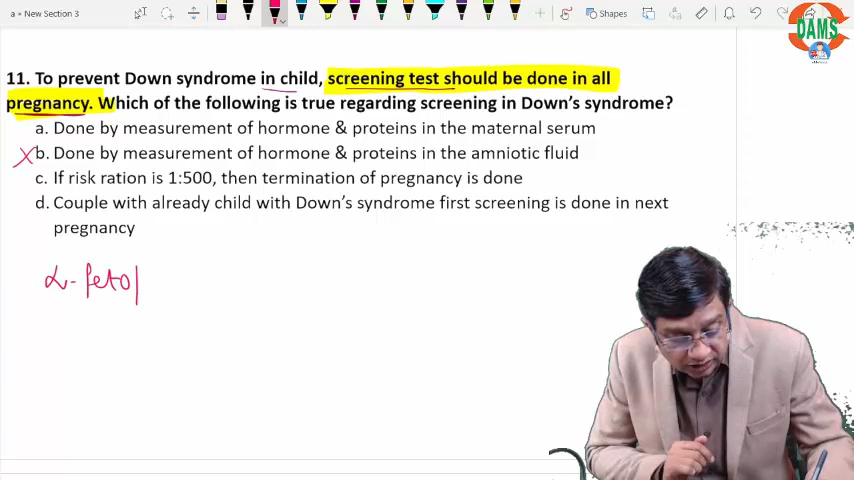 a = New Section 3
Shapes
DAMS
11. To prevent Down syndrome in child, screening test should be done in all
pregnancy. Which of the following is true regarding screening in Down's syndrome?
a. Done by measurement of hormone & proteins in the maternal serum
X b. Done by measurement of hormone & proteins in the amniotic fluid
c. If risk ration is 1:500, then termination of pregnancy is done
d. Couple with already child with Down's syndrome first screening is done in next
pregnancy
α-fetop